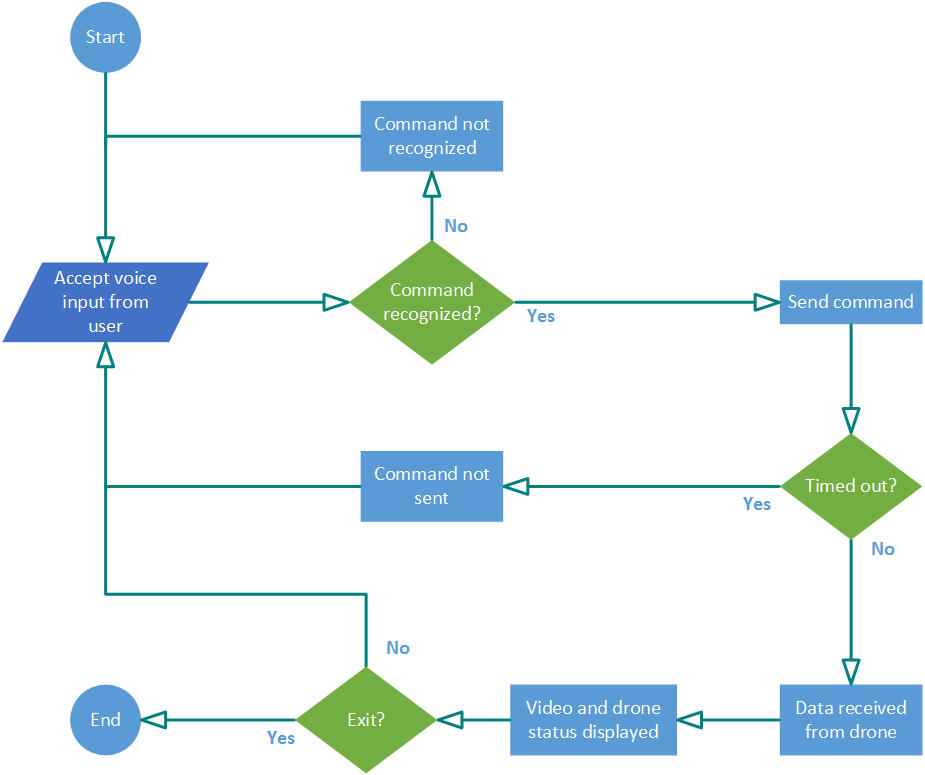 Start
Command not
recognized
No
Accept voice
input from
user
Command
recognized?
Yes
Send command
Command not
sent
Timed out?
Yes
No
No
End
Yes
Exit?
Video and drone
status displayed
Data received
from drone